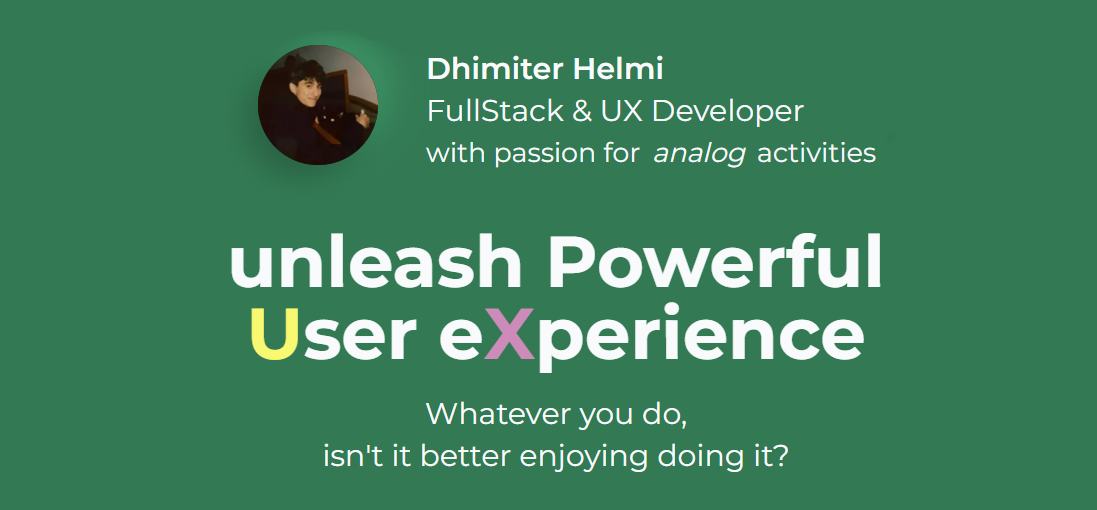 Dhimiter Helmi
FullStack & UX Developer
with passion for analog activities
unleash Powerful
User eXperience
Whatever you do,
isn't it better enjoying doing it?